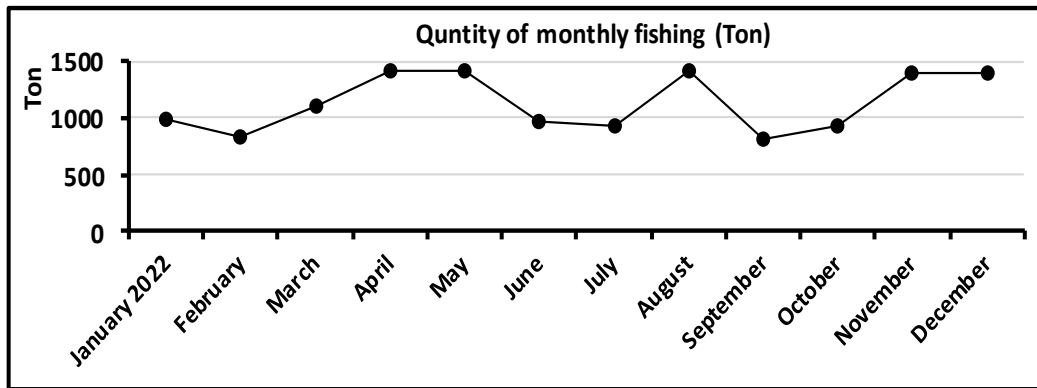 Quntity of monthly fishing (Ton)
Ton
1500
1000
500
0
January 2022
February
March
April
May
June
July
August
September
October
November
December